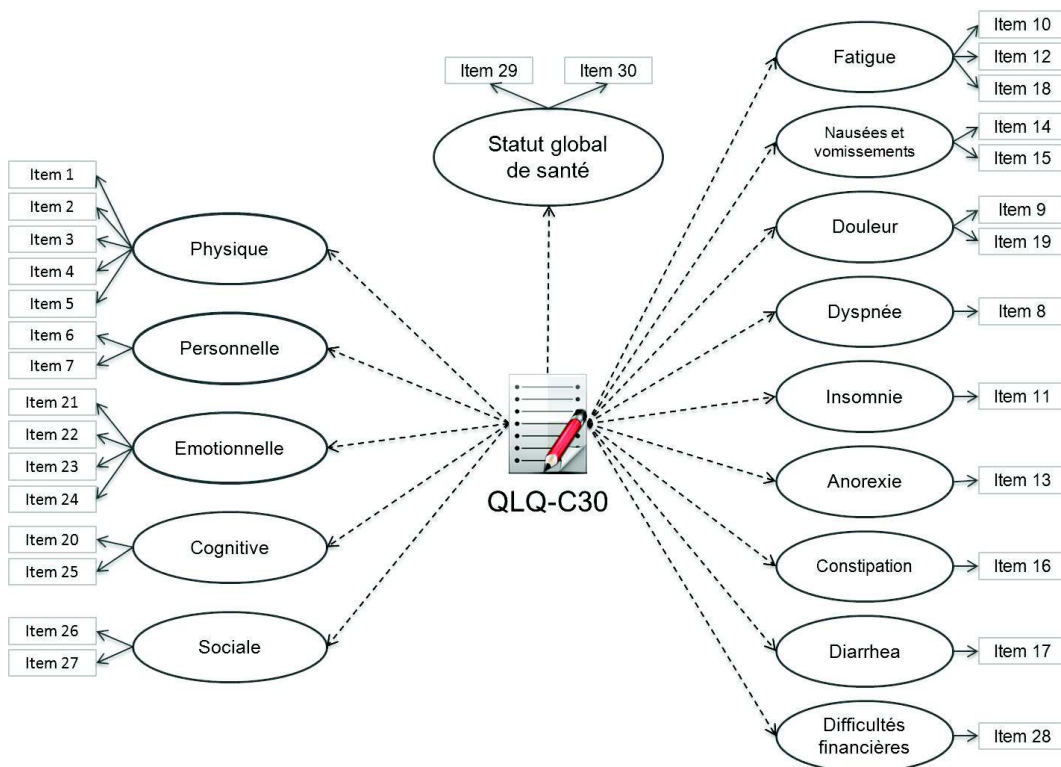 Item 29
Item 30
Statut global
de santé
Item 1
Item 2
Item 3
Item 4
Item 5
Physique
Item 6
Item 7
Personnelle
Item 21
Item 22
Item 23
Item 24
Emotionnelle
Item 20
Item 25
Cognitive
Item 26
Item 27
Sociale
QLQ-C30
Fatigue
Item 10
Item 12
Item 18
Nausées et
vomissements
Item 14
Item 15
Douleur
Item 9
Item 19
Dyspnée
Item 8
Insomnie
Item 11
Anorexie
Item 13
Constipation
Item 16
Diarrhea
Item 17
Difficultés
financières
Item 28